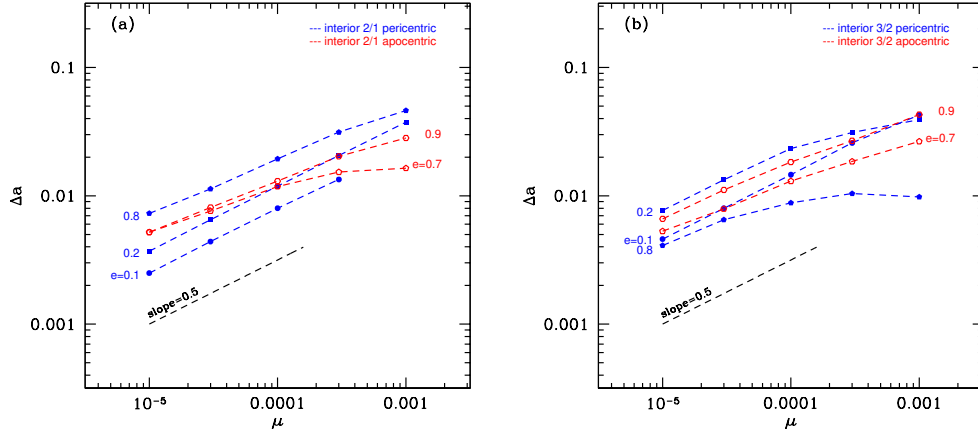 (a)
interior 2/1 pericentric
interior 2/1 apocentric
0.1
0.01
0.001
Δa
0.8
0.2
e=0.1
0.9
e=0.7
slope=0.5
10⁻⁵
0.0001
0.001
μ
(b)
interior 3/2 pericentric
interior 3/2 apocentric
0.1
0.01
0.001
Δa
0.2
e=0.1
0.8
0.9
e=0.7
slope=0.5
10⁻⁵
0.0001
0.001
μ